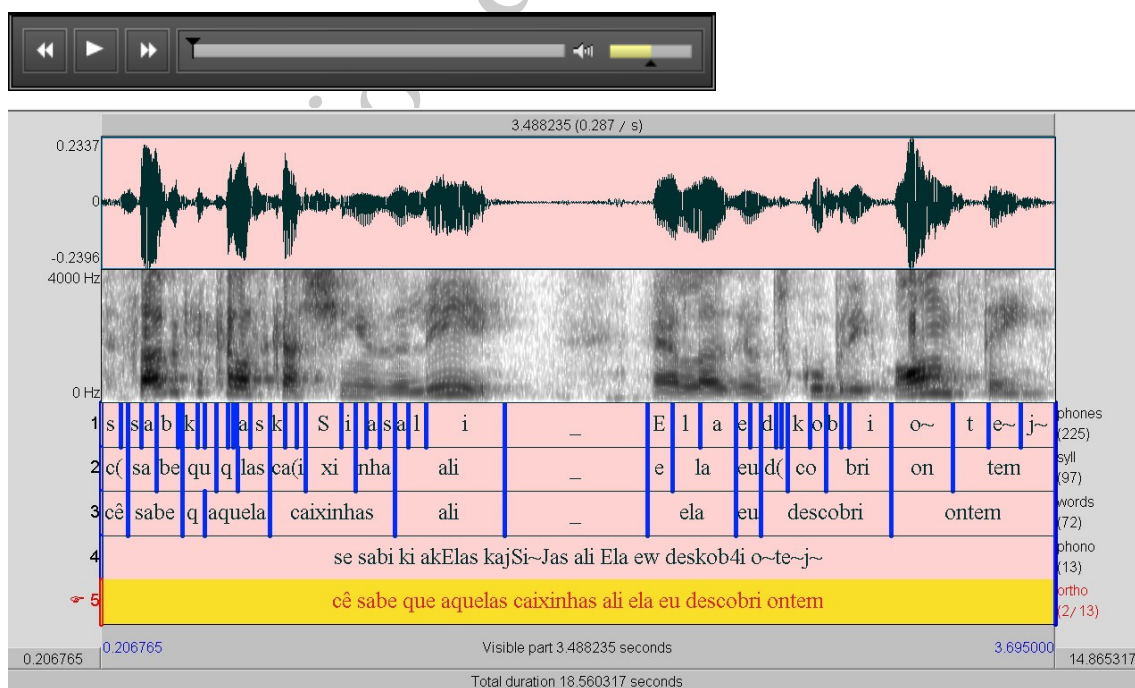 3.488235 (0.287 / s)
0.2337
0
-0.2396
4000 Hz
0 Hz
1 s s a b k a s k S i a s a l i _ E l a e d k o b i o~ t e~ j~ phones (225)
2 c( sa be qu q las ca(i xi nha ali _ e la eu d( co bri on tem syll (97)
3 cê sabe q aquela caixinhas ali _ ela eu descobri ontem words (72)
4 se sabi ki akElas kajSi~Jas ali Ela ew deskob4i o~te~j~ phono (13)
5 cê sabe que aquelas caixinhas ali ela eu descobri ontem ortho (2/13)
0.206765 Visible part 3.488235 seconds 3.695000
0.206765 14.865317
Total duration 18.560317 seconds